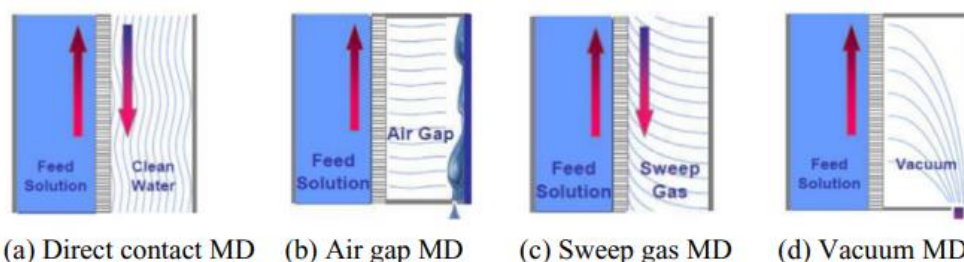 Feed Solution
Clean Water
Feed Solution
Air Gap
Feed Solution
Sweep Gas
Feed Solution
Vacuum
(a) Direct contact MD
(b) Air gap MD
(c) Sweep gas MD
(d) Vacuum MD